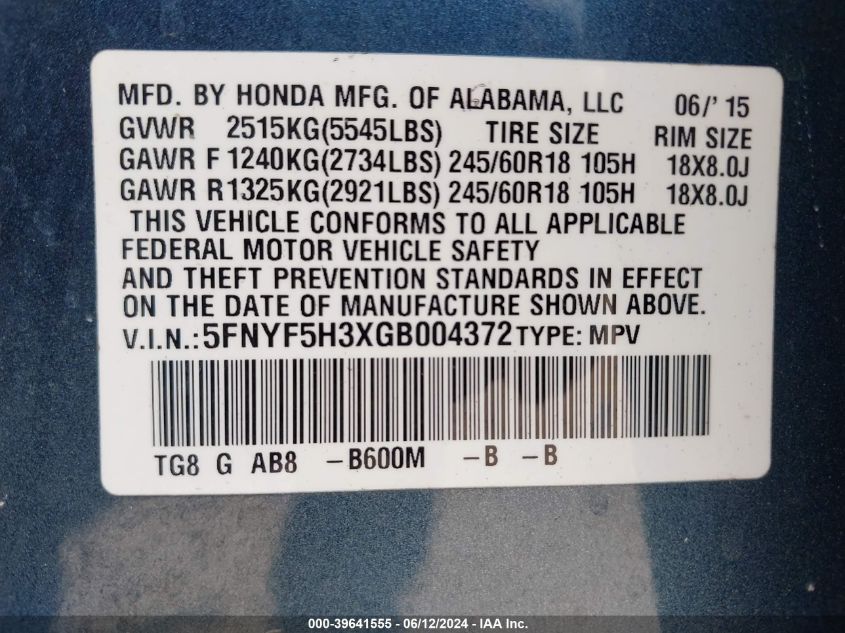 MFD. BY HONDA MFG. OF ALABAMA, LLC 06/' 15
GVWR 2515KG(5545LBS) TIRE SIZE RIM SIZE
GAWR F 1240KG(2734LBS) 245/60R18 105H 18X8.0J
GAWR R1325KG(2921LBS) 245/60R18 105H 18X8.0J
THIS VEHICLE CONFORMS TO ALL APPLICABLE
FEDERAL MOTOR VEHICLE SAFETY
AND THEFT PREVENTION STANDARDS IN EFFECT
ON THE DATE OF MANUFACTURE SHOWN ABOVE.
V.I.N.: 5FNYF5H3XGB004372 TYPE: MPV
TG8 G AB8 -B600M -B -B
000-39641555 - 06/12/2024 - IAA Inc.